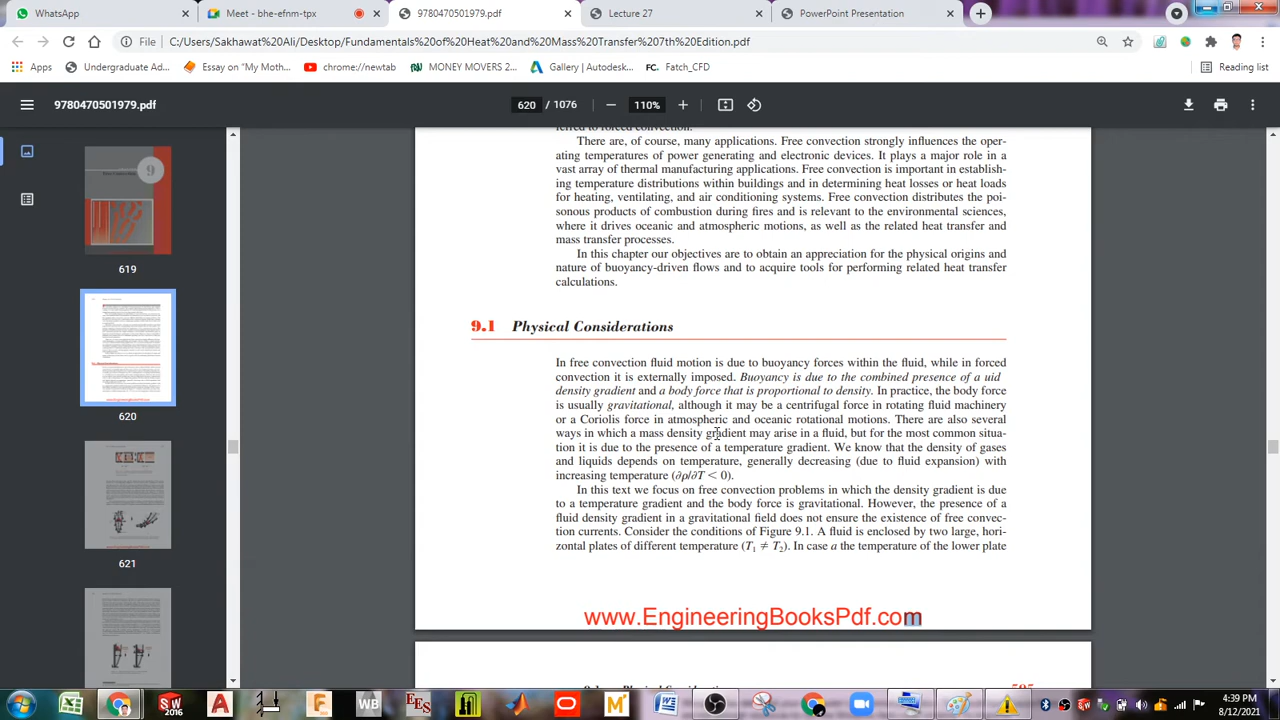 WhatsApp
Meet - bhe-efnm-tpx
9780470501979.pdf
Lecture 27
PowerPoint Presentation
File
C:/Users/Sakhawat Ali/Desktop/Fundamentals%20of%20Heat%20and%20Mass%20Transfer%207th%20Edition.pdf
Apps
Undergraduate Ad...
Essay on "My Moth...
chrome://newtab
MONEY MOVERS 2...
Gallery | Autodesk...
FC. Fatch_CFD
Reading list
9780470501979.pdf
620 / 1076
110%
9
619
620
621
ferred to forced convection.
There are, of course, many applications. Free convection strongly influences the oper-
ating temperatures of power generating and electronic devices. It plays a major role in a
vast array of thermal manufacturing applications. Free convection is important in establish-
ing temperature distributions within buildings and in determining heat losses or heat loads
for heating, ventilating, and air conditioning systems. Free convection distributes the poi-
sonous products of combustion during fires and is relevant to the environmental sciences,
where it drives oceanic and atmospheric motions, as well as the related heat transfer and
mass transfer processes.
In this chapter our objectives are to obtain an appreciation for the physical origins and
nature of buoyancy-driven flows and to acquire tools for performing related heat transfer
calculations.
9.1 Physical Considerations
In free convection fluid motion is due to buoyancy forces within the fluid, while in forced
convection it is externally imposed. Buoyancy is due to the combined presence of a uid
density gradient and a body force that is proportional to density. In practice, the body force
is usually gravitational, although it may be a centrifugal force in rotating fluid machinery
or a Coriolis force in atmospheric and oceanic rotational motions. There are also several
ways in which a mass density gradient may arise in a fluid, but for the most common situa-
tion it is due to the presence of a temperature gradient. We know that the density of gases
and liquids depends on temperature, generally decreasing (due to fluid expansion) with
increasing temperature (∂ρ/∂T < 0).
In this text we focus on free convection problems in which the density gradient is due
to a temperature gradient and the body force is gravitational. However, the presence of a
fluid density gradient in a gravitational field does not ensure the existence of free convec-
tion currents. Consider the conditions of Figure 9.1. A fluid is enclosed by two large, hori-
zontal plates of different temperature (T₁ ≠ T₂). In case a the temperature of the lower plate
www.EngineeringBooksPdf.com
SW 2016
WB
EES
4:39 PM
8/12/2021